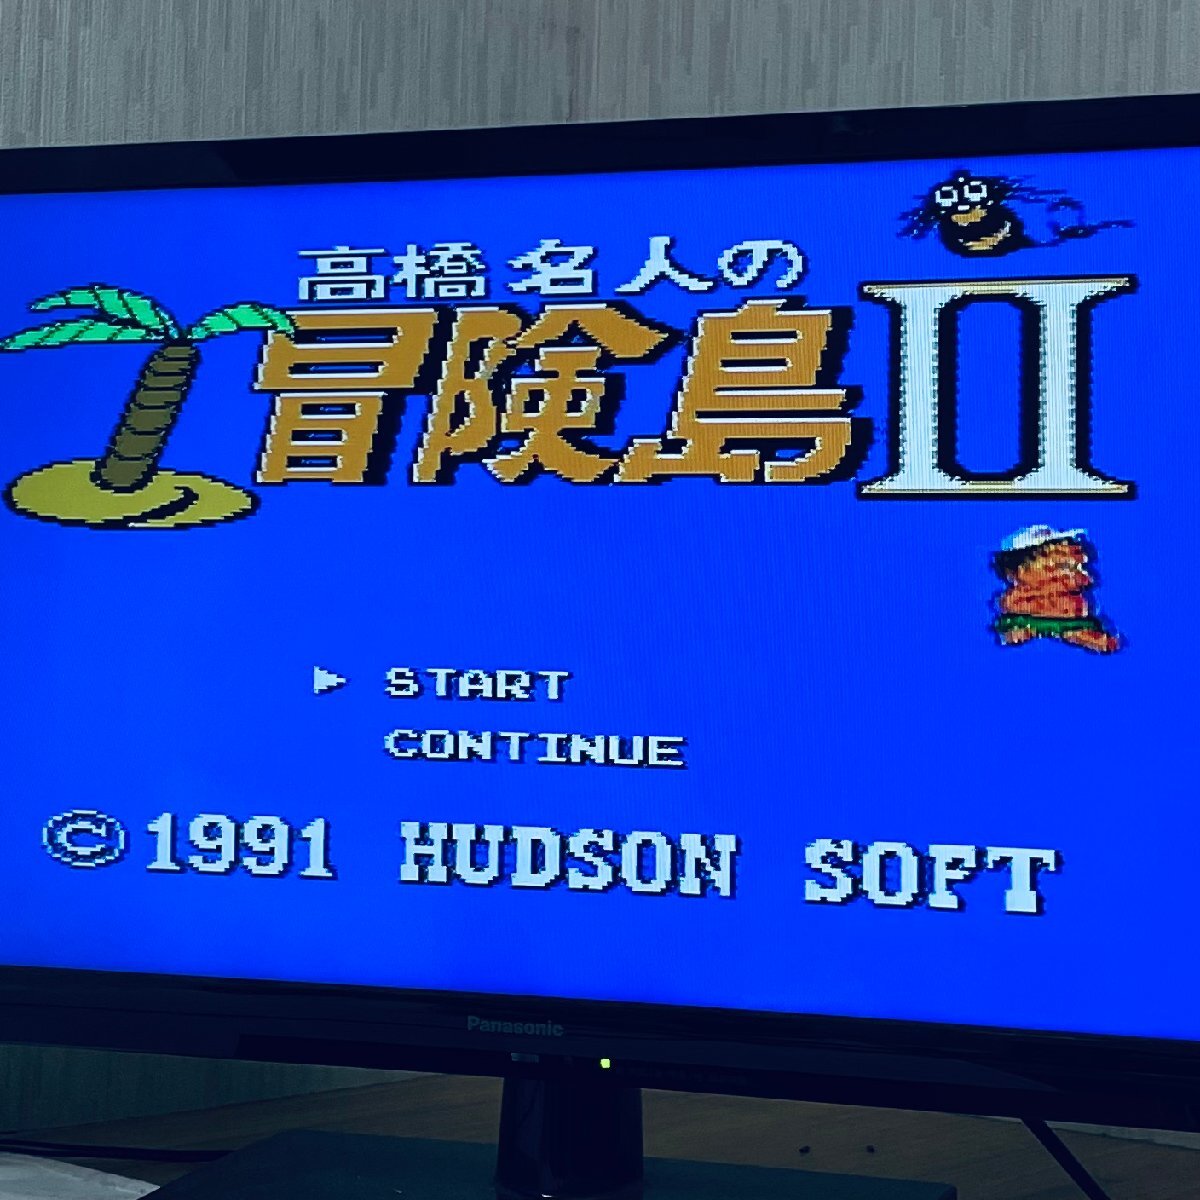 高橋名人の
冒険島II
START
CONTINUE
©1991 HUDSON SOFT
Panasonic